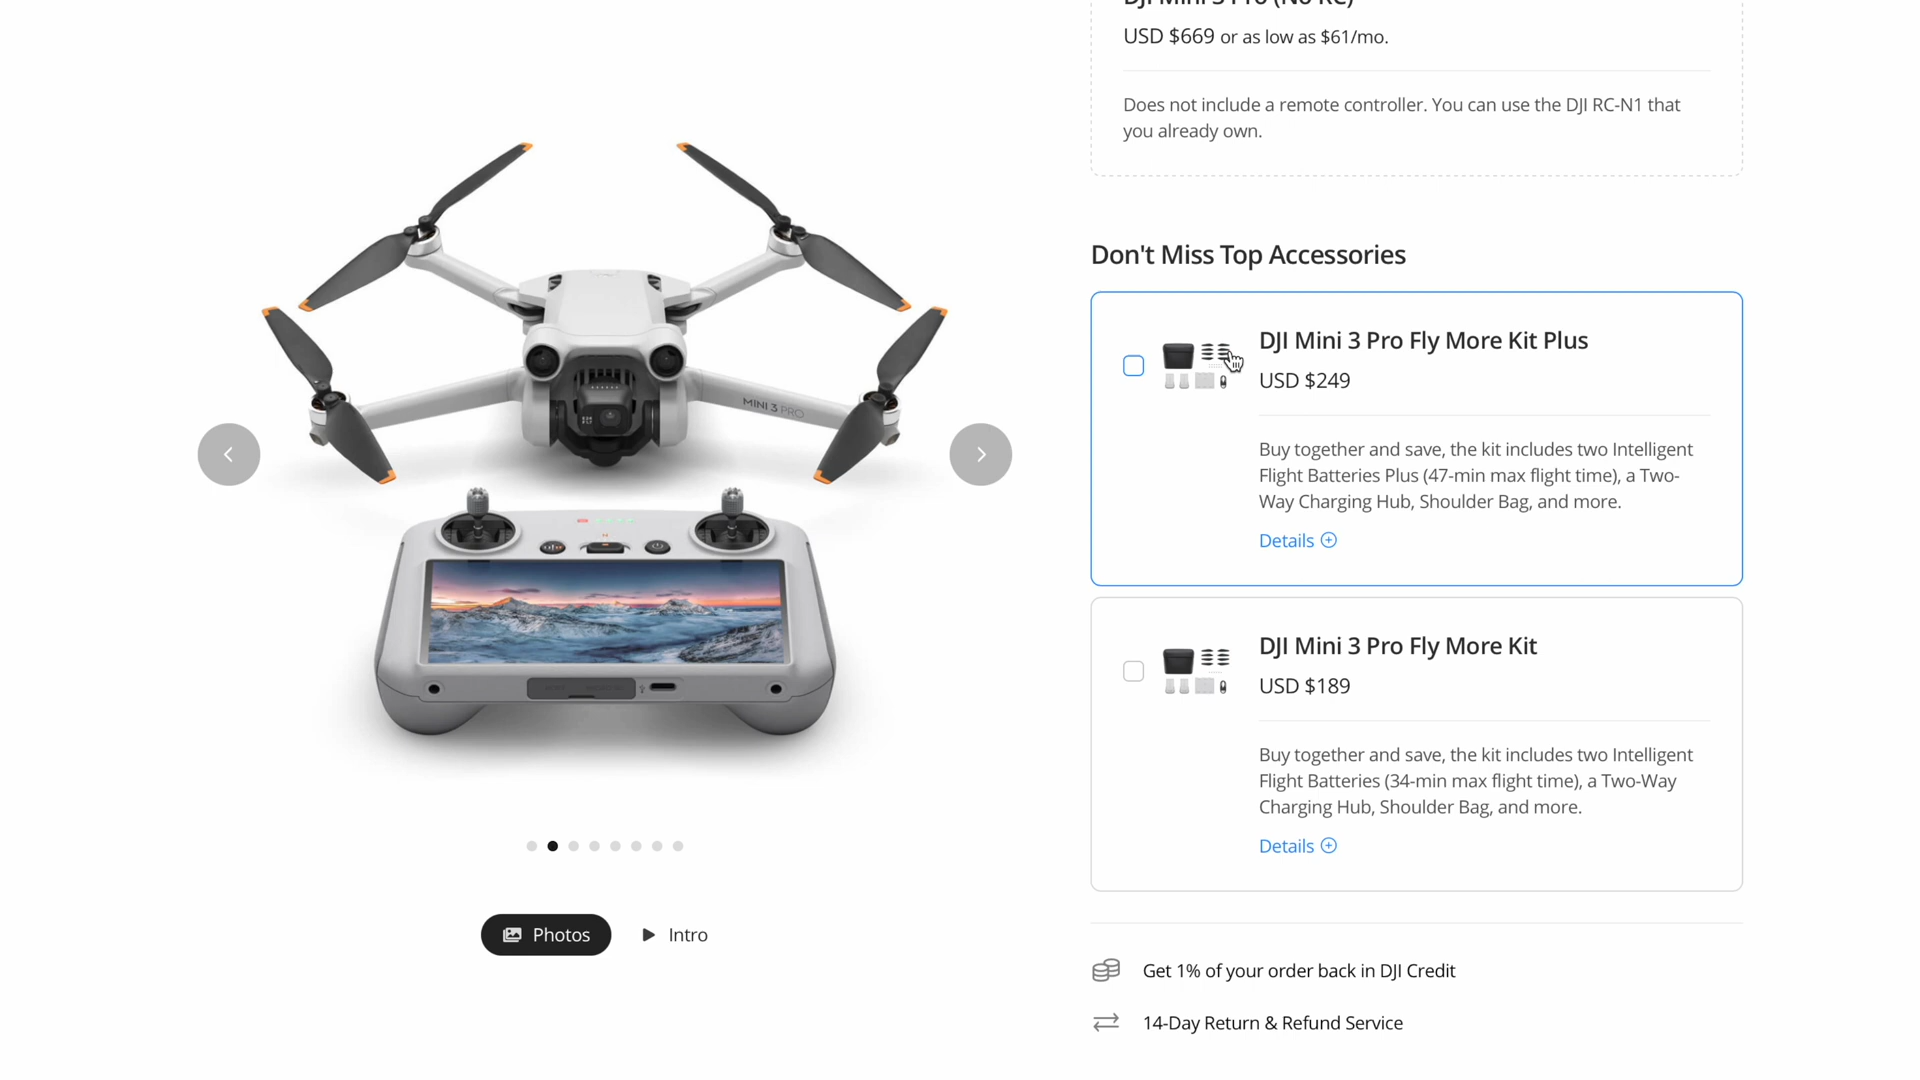 USD $669 or as low as $61/mo.
Does not include a remote controller. You can use the DJI RC-N1 that
you already own.
Don't Miss Top Accessories
DJI Mini 3 Pro Fly More Kit Plus
USD $249
Buy together and save, the kit includes two Intelligent
Flight Batteries Plus (47-min max flight time), a Two-
Way Charging Hub, Shoulder Bag, and more.
Details
DJI Mini 3 Pro Fly More Kit
USD $189
Buy together and save, the kit includes two Intelligent
Flight Batteries (34-min max flight time), a Two-Way
Charging Hub, Shoulder Bag, and more.
Details
Get 1% of your order back in DJI Credit
14-Day Return & Refund Service
MINI 3 PRO
Photos
Intro